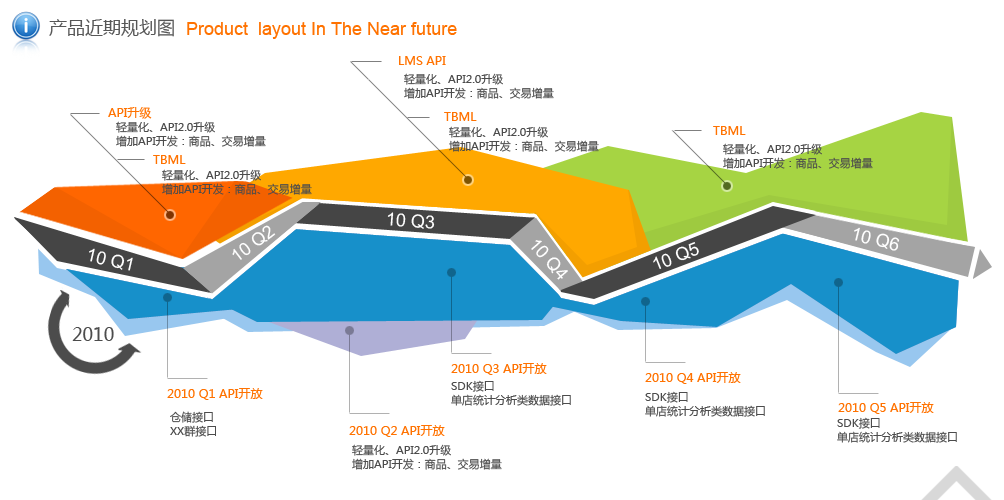 产品近期规划图 Product layout In The Near future
LMS API
轻量化、API2.0升级
增加API开发：商品、交易增量
API升级
轻量化、API2.0升级
增加API开发：商品、交易增量
TBML
轻量化、API2.0升级
增加API开发：商品、交易增量
TBML
轻量化、API2.0升级
增加API开发：商品、交易增量
TBML
轻量化、API2.0升级
增加API开发：商品、交易增量
10 Q1
10 Q2
10 Q3
10 Q4
10 Q5
10 Q6
2010
2010 Q1 API开放
仓储接口
XX群接口
2010 Q2 API开放
轻量化、API2.0升级
增加API开发：商品、交易增量
2010 Q3 API开放
SDK接口
单店统计分析类数据接口
2010 Q4 API开放
SDK接口
单店统计分析类数据接口
2010 Q5 API开放
SDK接口
单店统计分析类数据接口